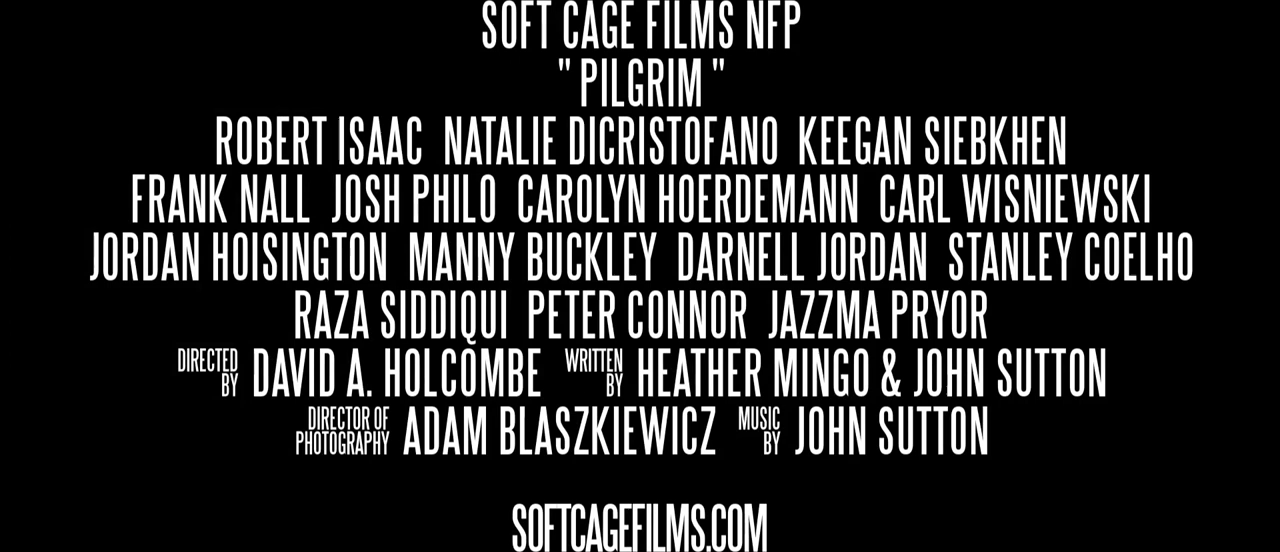 SOFT CAGE FILMS NFP
" PILGRIM "
ROBERT ISAAC NATALIE DICRISTOFANO KEEGAN SIEBKHEN
FRANK NALL JOSH PHILO CAROLYN HOERDEMANN CARL WISNIEWSKI
JORDAN HOISINGTON MANNY BUCKLEY DARNELL JORDAN STANLEY COELHO
RAZA SIDDIQUI PETER CONNOR JAZZMA PRYOR
DIRECTED BY DAVID A. HOLCOMBE WRITTEN BY HEATHER MINGO & JOHN SUTTON
DIRECTOR OF PHOTOGRAPHY ADAM BLASZKIEWICZ MUSIC BY JOHN SUTTON
SOFTCAGEFILMS.COM